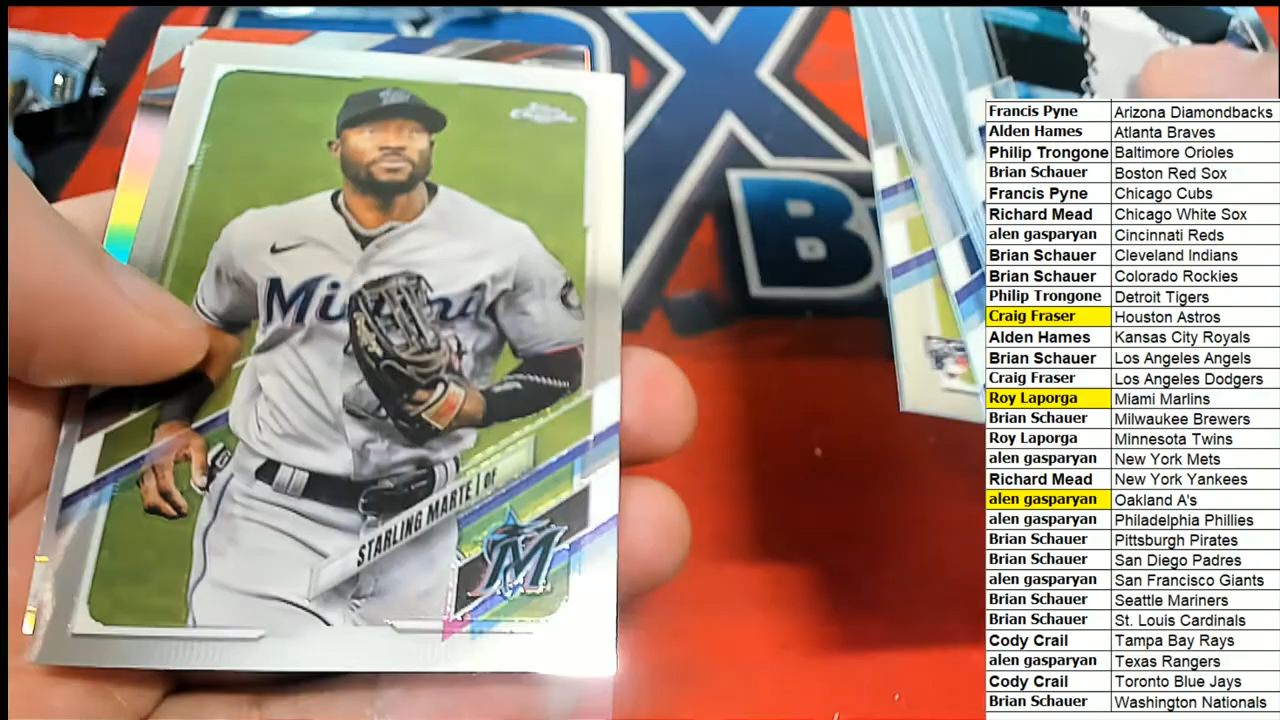 Topps
Chrome
Miami
STARLING MARTE | OF
M
X
B
Francis Pyne Arizona Diamondbacks
Alden Hames Atlanta Braves
Philip Trongone Baltimore Orioles
Brian Schauer Boston Red Sox
Francis Pyne Chicago Cubs
Richard Mead Chicago White Sox
alen gasparyan Cincinnati Reds
Brian Schauer Cleveland Indians
Brian Schauer Colorado Rockies
Philip Trongone Detroit Tigers
Craig Fraser Houston Astros
Alden Hames Kansas City Royals
Brian Schauer Los Angeles Angels
Craig Fraser Los Angeles Dodgers
Roy Laporga Miami Marlins
Brian Schauer Milwaukee Brewers
Roy Laporga Minnesota Twins
alen gasparyan New York Mets
Richard Mead New York Yankees
alen gasparyan Oakland A's
alen gasparyan Philadelphia Phillies
Brian Schauer Pittsburgh Pirates
Brian Schauer San Diego Padres
alen gasparyan San Francisco Giants
Brian Schauer Seattle Mariners
Brian Schauer St. Louis Cardinals
Cody Crail Tampa Bay Rays
alen gasparyan Texas Rangers
Cody Crail Toronto Blue Jays
Brian Schauer Washington Nationals